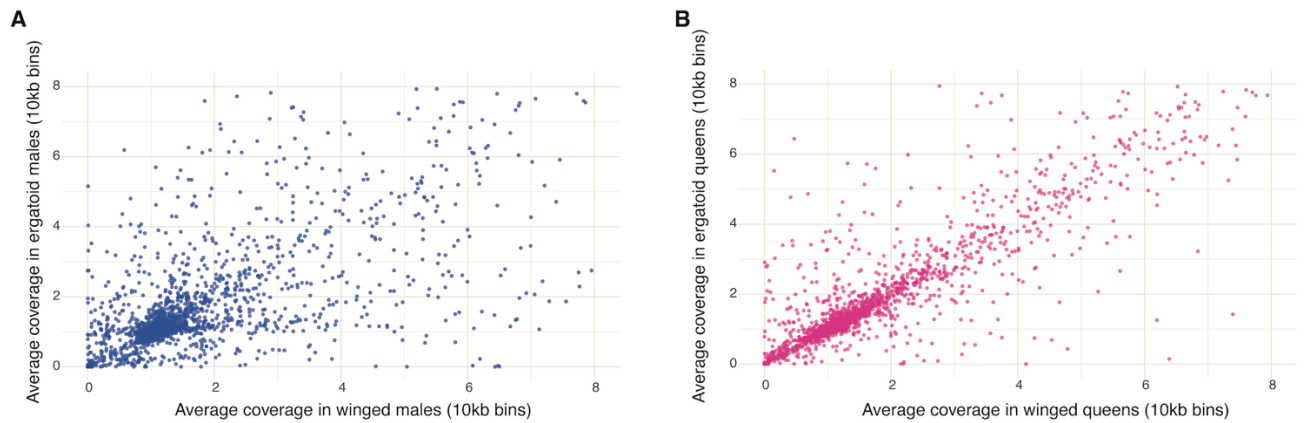 A
Average coverage in ergatoid males (10kb bins)
8
6
4
2
0
0 2 4 6 8
Average coverage in winged males (10kb bins)
B
Average coverage in ergatoid queens (10kb bins)
8
6
4
2
0
0 2 4 6 8
Average coverage in winged queens (10kb bins)